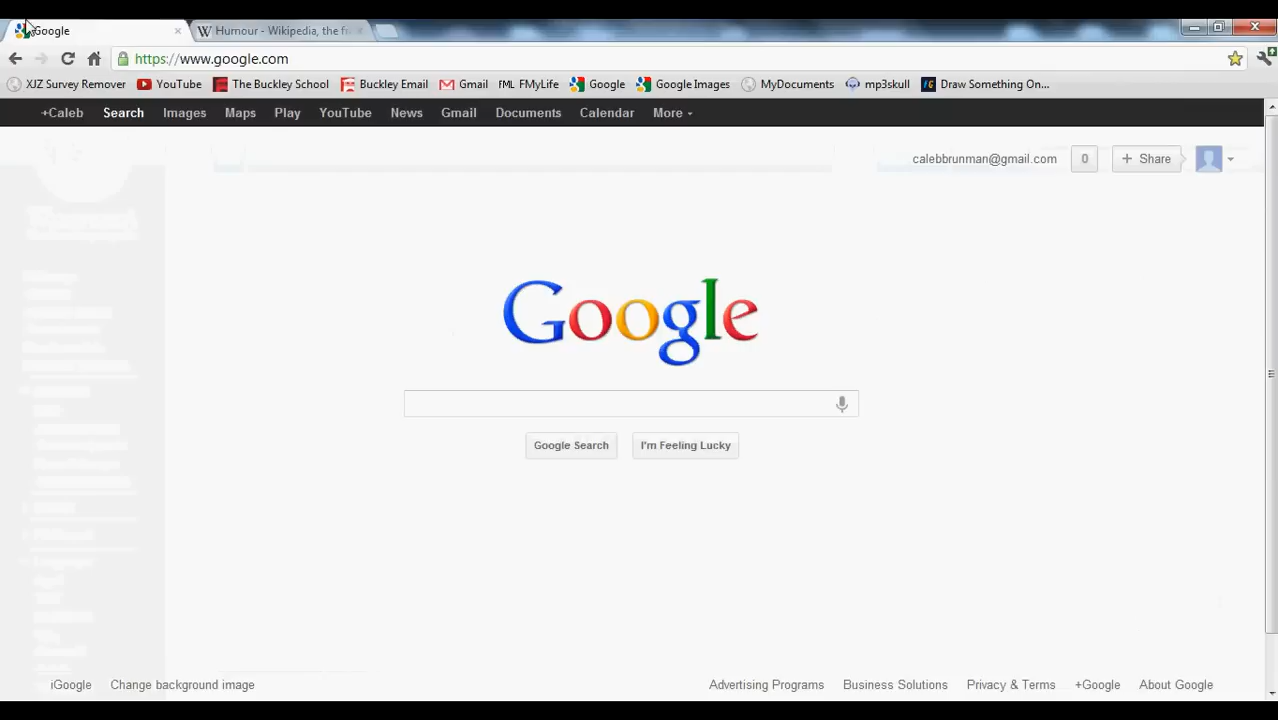 Google
Humour - Wikipedia, the fr
https://www.google.com
XJZ Survey Remover YouTube The Buckley School Buckley Email Gmail FML FMyLife Google Google Images MyDocuments mp3skull Draw Something On...
+Caleb Search Images Maps Play YouTube News Gmail Documents Calendar More
calebbrunman@gmail.com 0 + Share
Google
Google Search I'm Feeling Lucky
iGoogle Change background image Advertising Programs Business Solutions Privacy & Terms +Google About Google